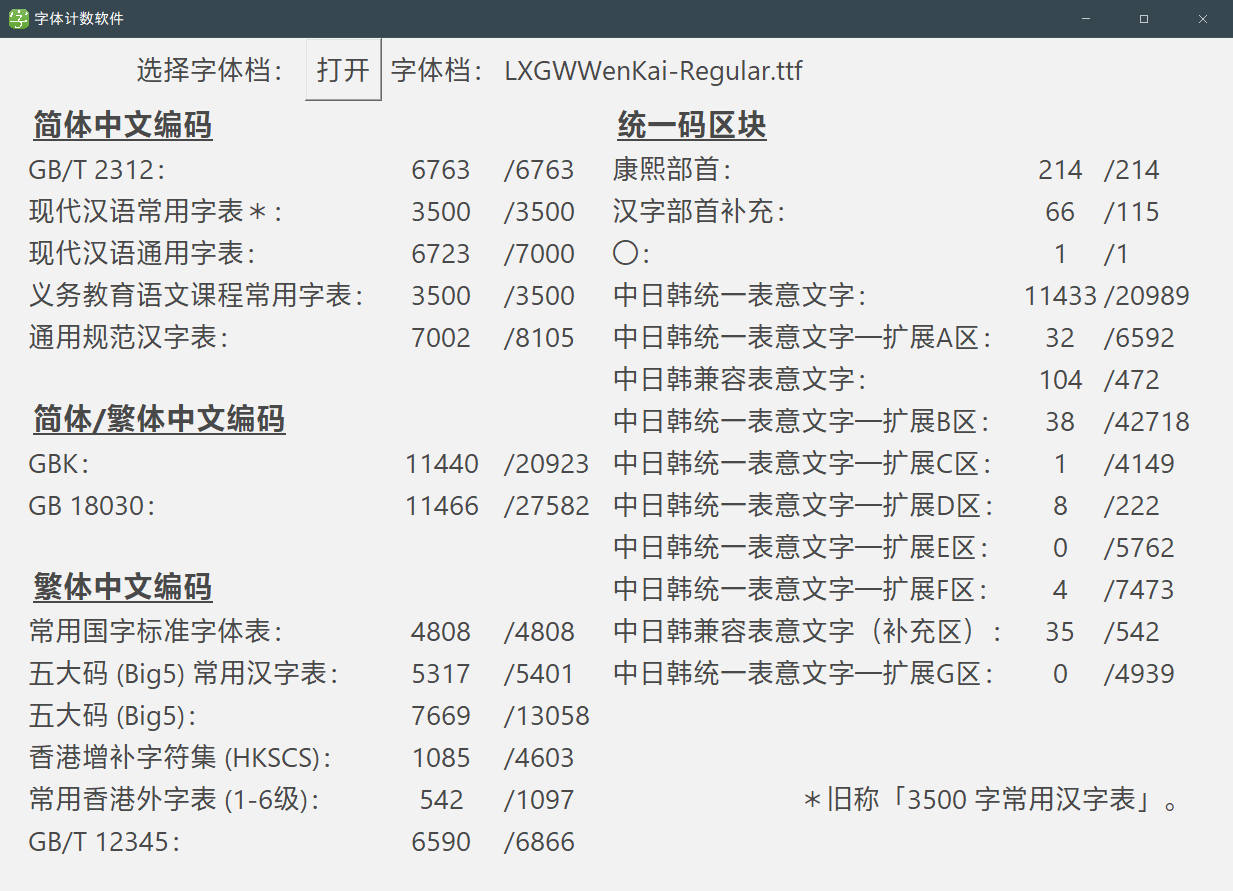 字体计数软件
选择字体档： 打开 字体档： LXGWWenKai-Regular.ttf
简体中文编码
GB/T 2312： 6763 /6763
现代汉语常用字表＊： 3500 /3500
现代汉语通用字表： 6723 /7000
义务教育语文课程常用字表： 3500 /3500
通用规范汉字表： 7002 /8105
简体/繁体中文编码
GBK： 11440 /20923
GB 18030： 11466 /27582
繁体中文编码
常用国字标准字体表： 4808 /4808
五大码 (Big5) 常用汉字表： 5317 /5401
五大码 (Big5)： 7669 /13058
香港增补字符集 (HKSCS)： 1085 /4603
常用香港外字表 (1-6级)： 542 /1097
GB/T 12345： 6590 /6866
统一码区块
康熙部首： 214 /214
汉字部首补充： 66 /115
〇： 1 /1
中日韩统一表意文字： 11433 /20989
中日韩统一表意文字—扩展A区： 32 /6592
中日韩兼容表意文字： 104 /472
中日韩统一表意文字—扩展B区： 38 /42718
中日韩统一表意文字—扩展C区： 1 /4149
中日韩统一表意文字—扩展D区： 8 /222
中日韩统一表意文字—扩展E区： 0 /5762
中日韩统一表意文字—扩展F区： 4 /7473
中日韩兼容表意文字（补充区）： 35 /542
中日韩统一表意文字—扩展G区： 0 /4939
＊旧称「3500 字常用汉字表」。